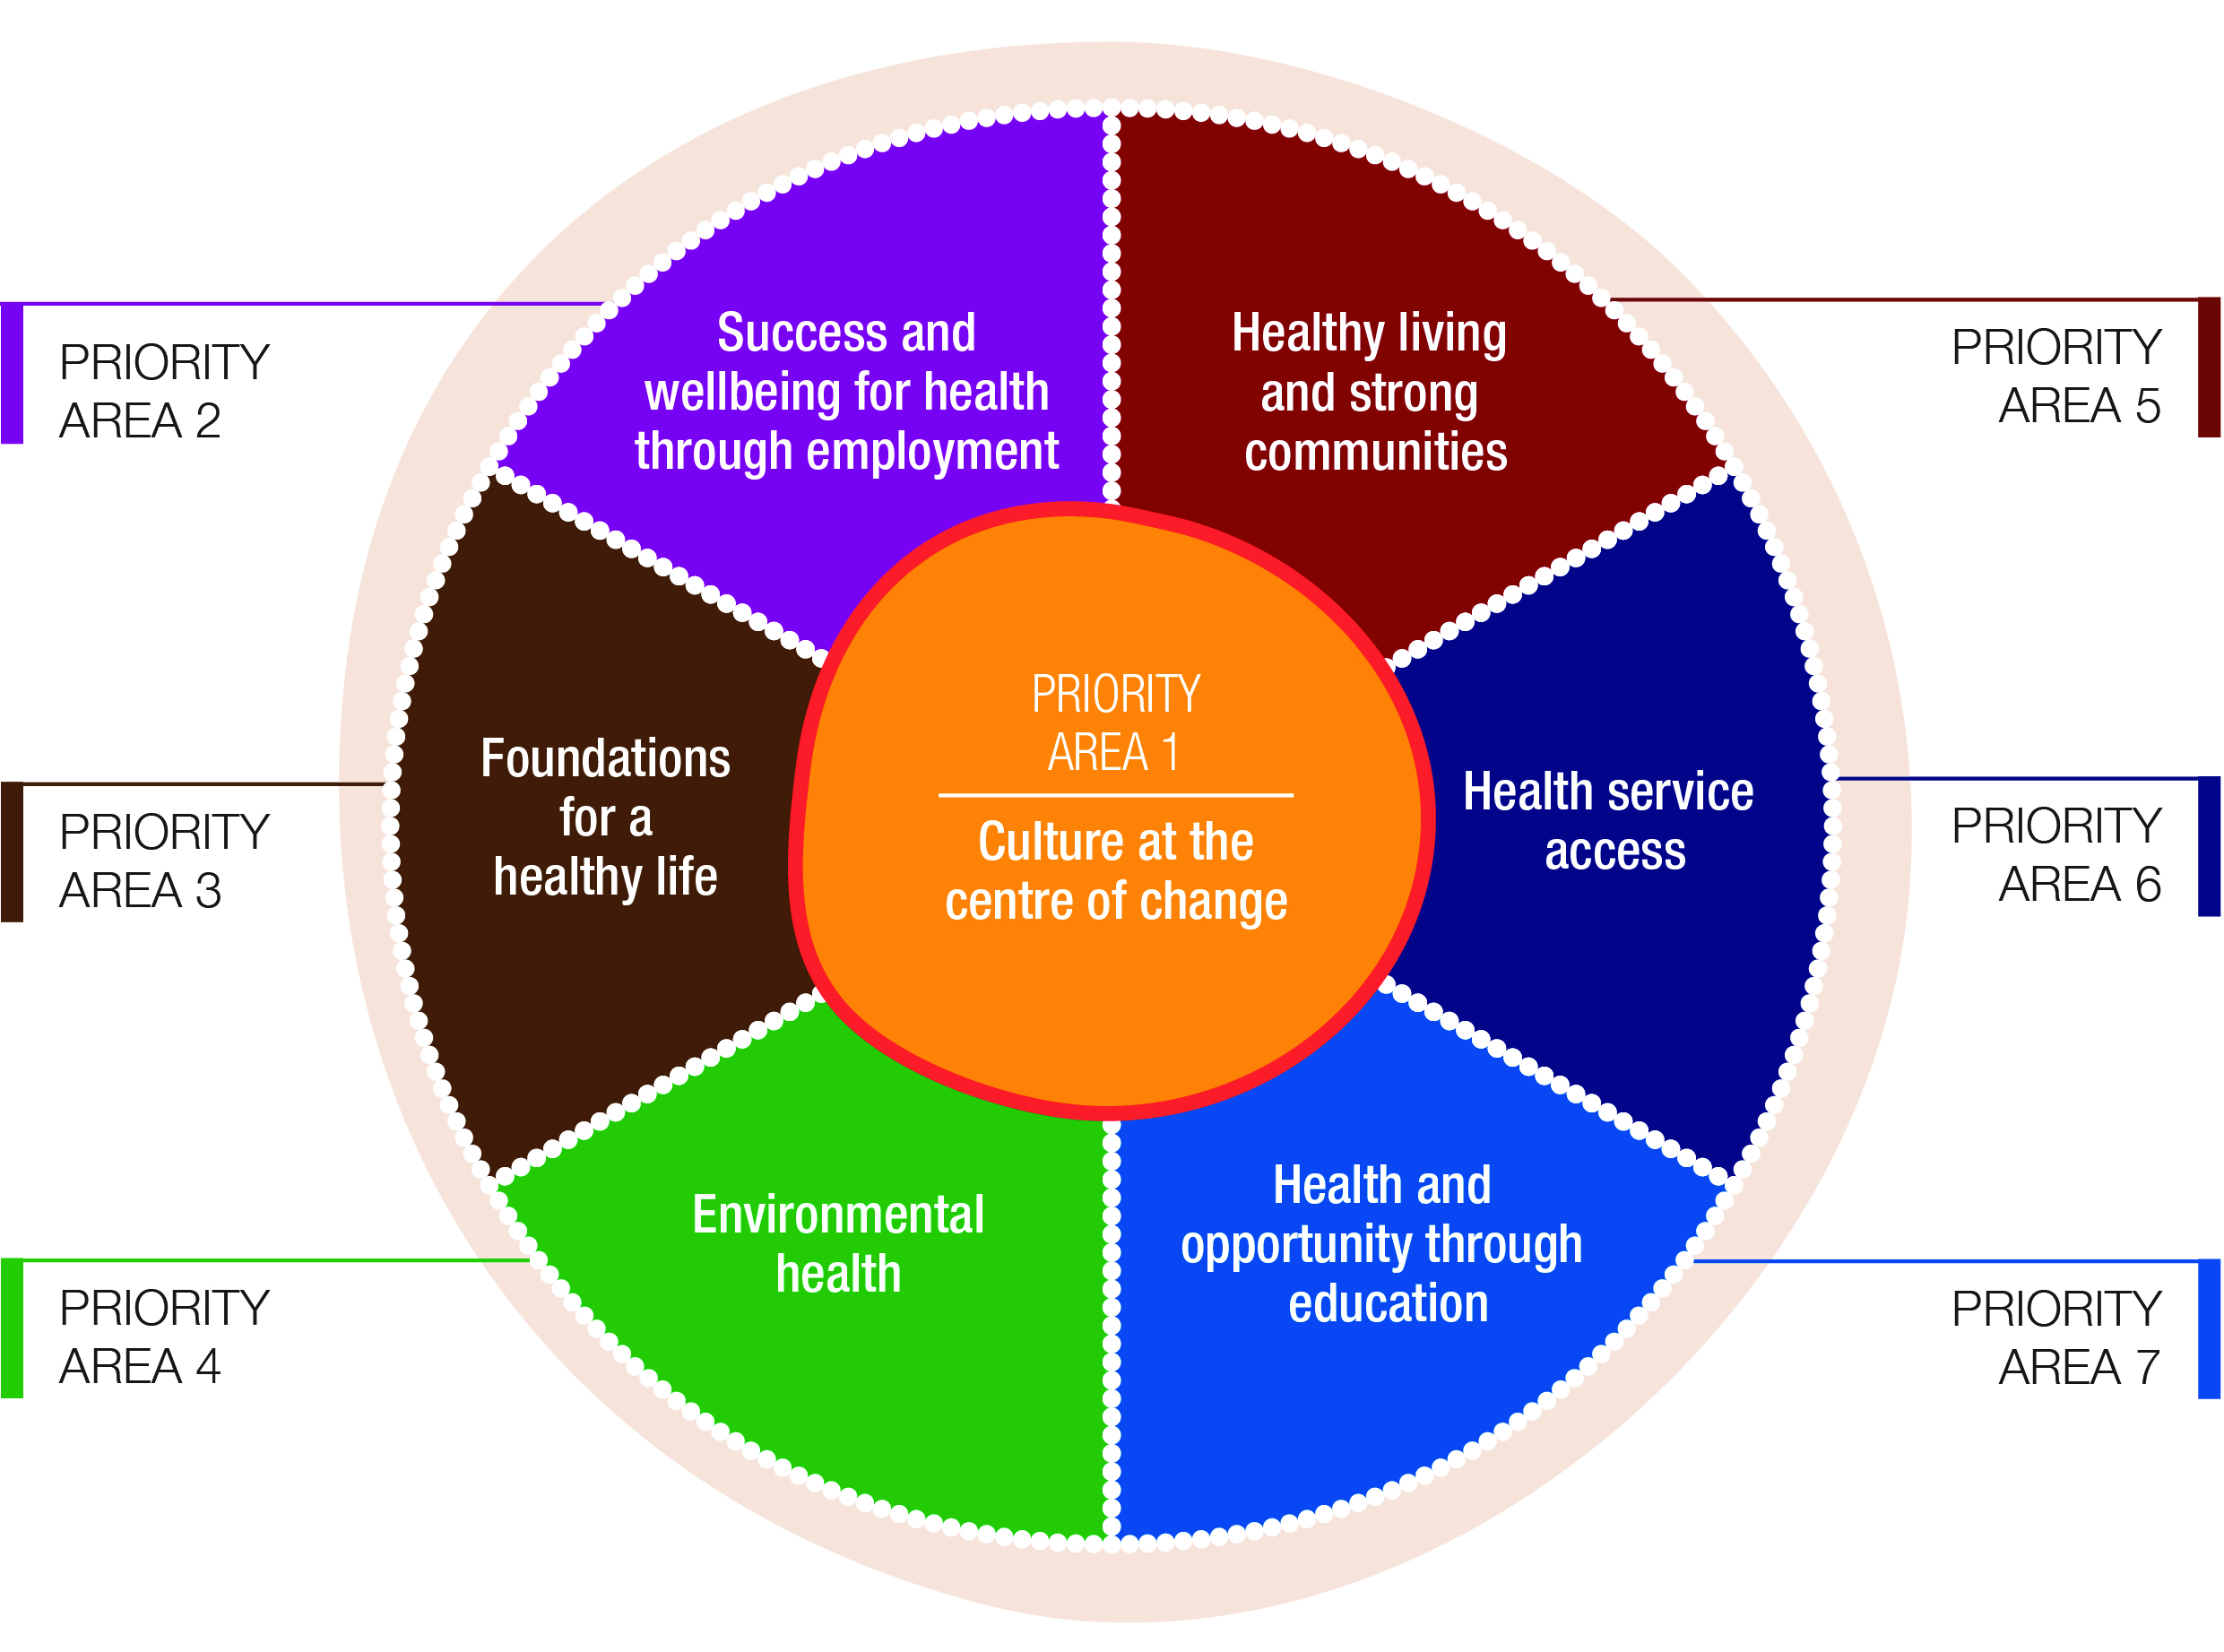 PRIORITY
AREA 1
Culture at the
centre of change
PRIORITY
AREA 2
Success and
wellbeing for health
through employment
PRIORITY
AREA 3
Foundations
for a
healthy life
PRIORITY
AREA 4
Environmental
health
PRIORITY
AREA 5
Healthy living
and strong
communities
PRIORITY
AREA 6
Health service
access
PRIORITY
AREA 7
Health and
opportunity through
education